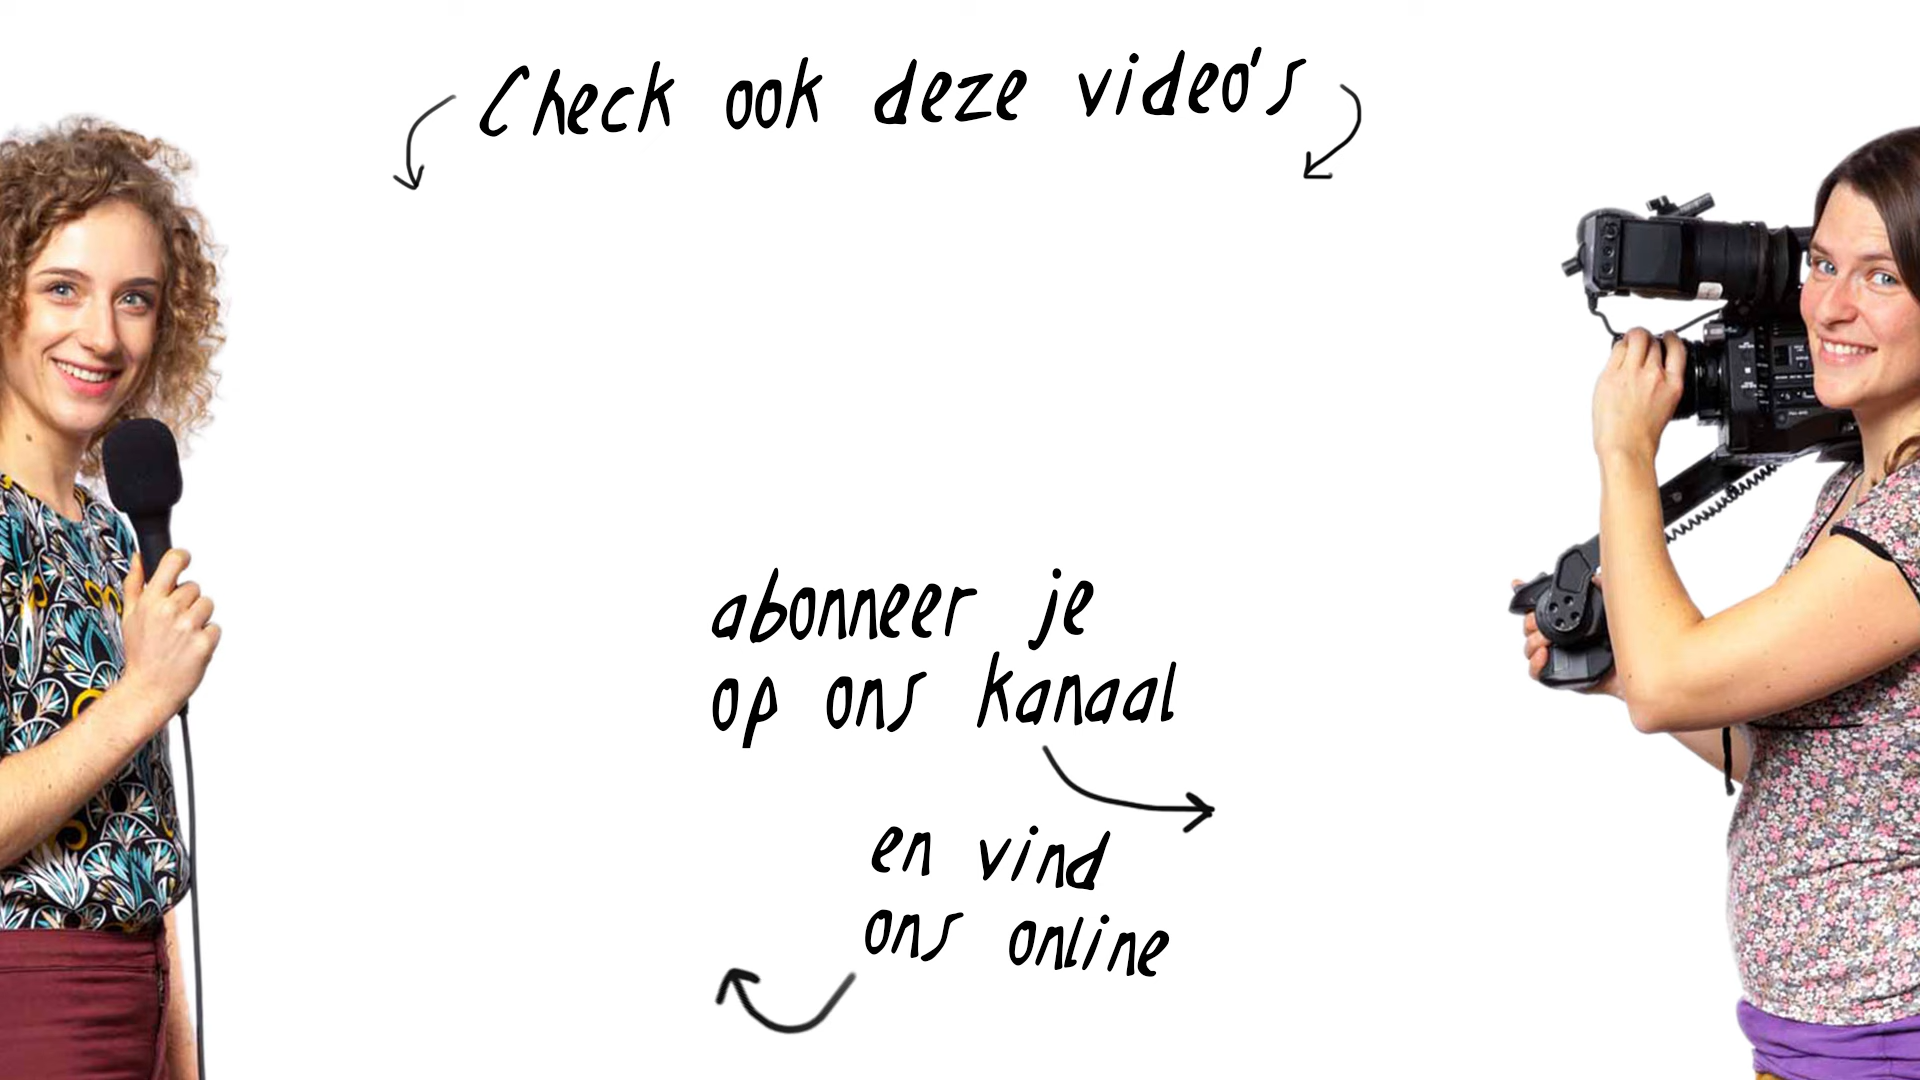 Check ook deze video's
abonneer je
op ons kanaal
en vind
ons online